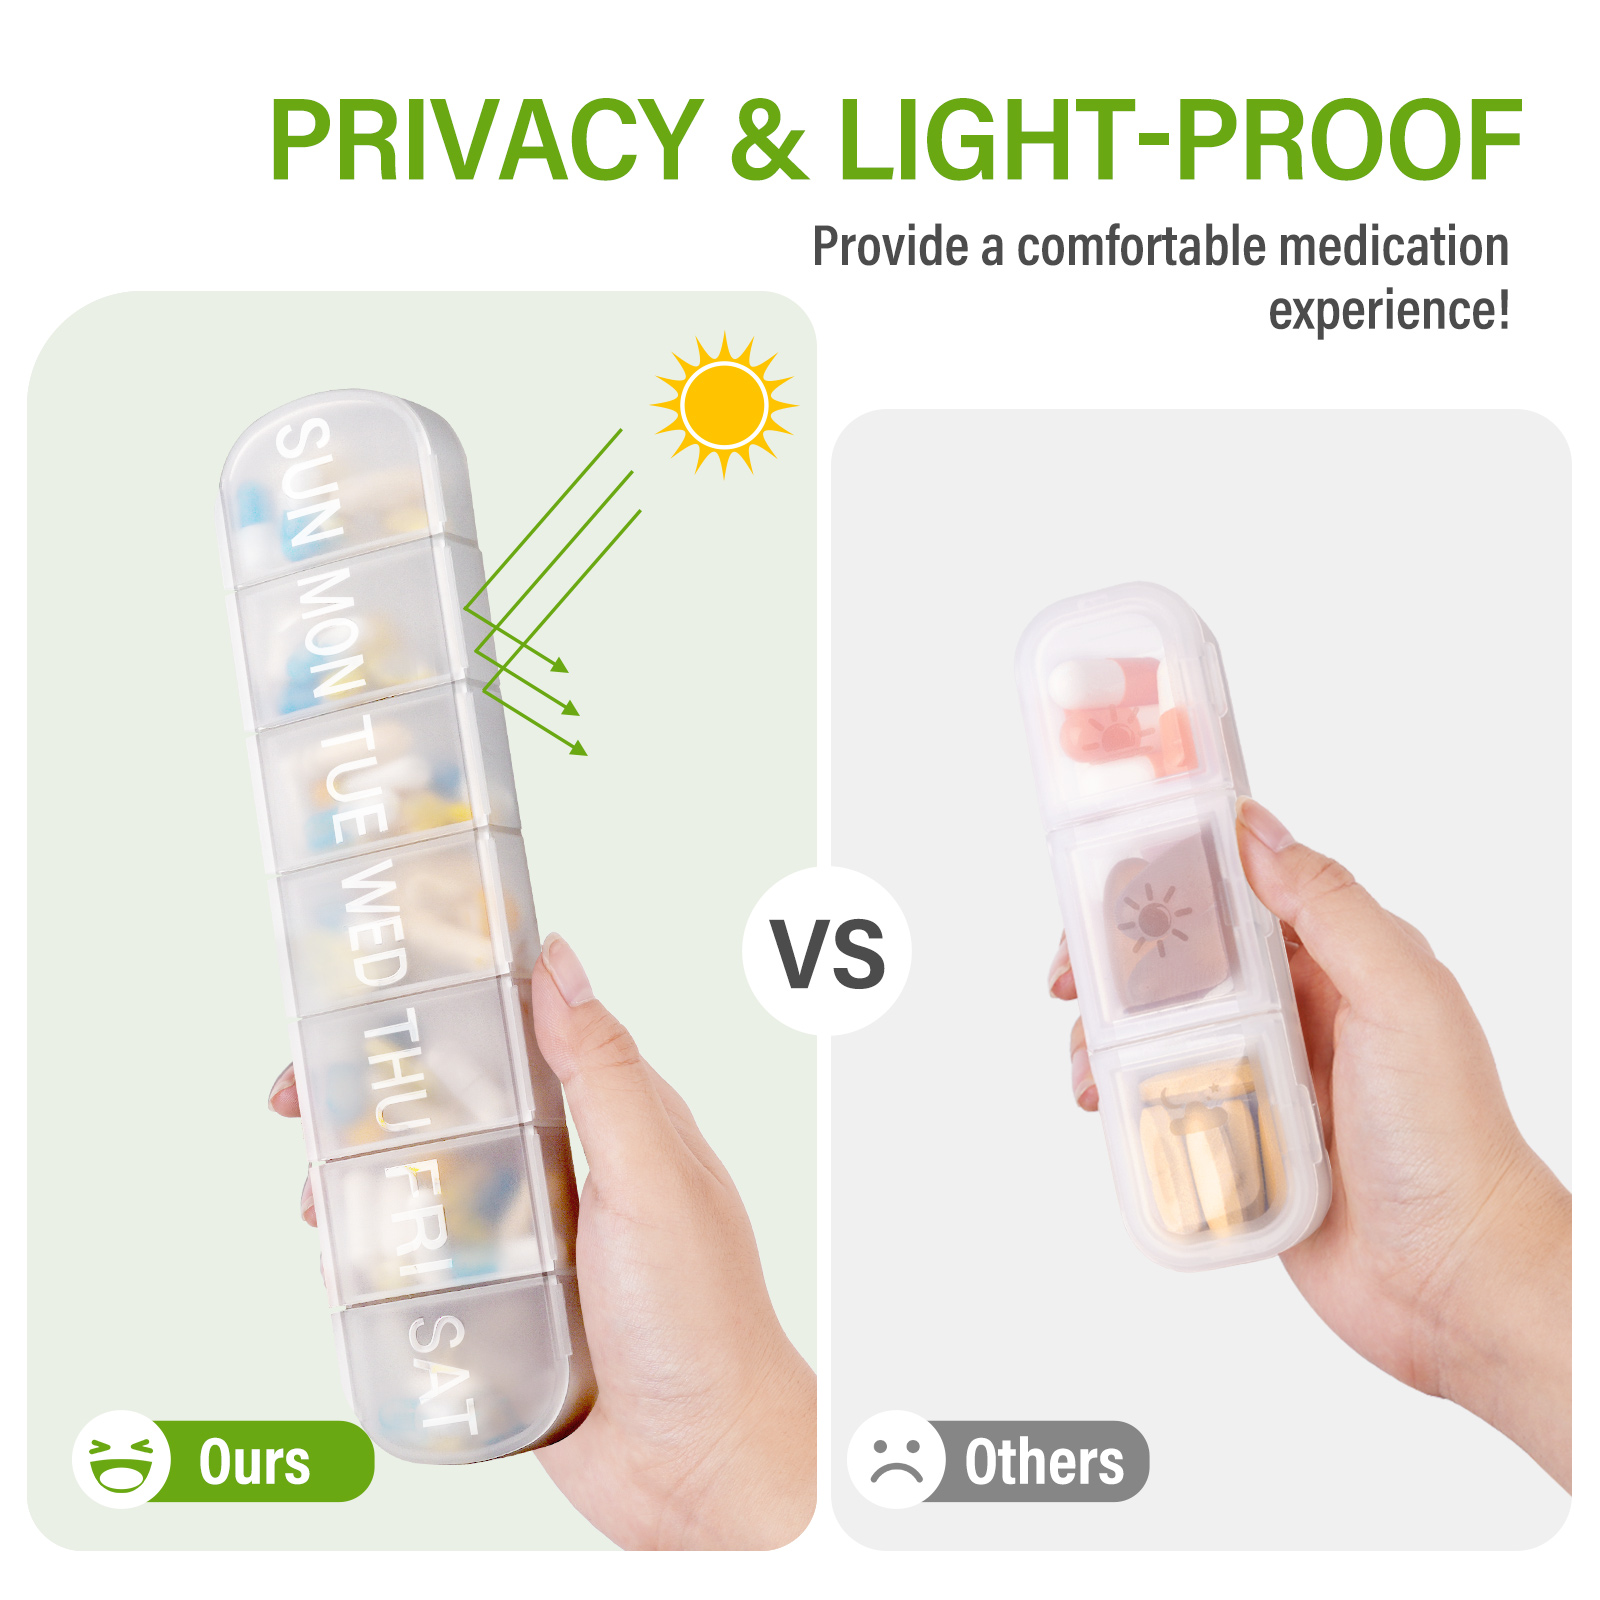 PRIVACY & LIGHT-PROOF
Provide a comfortable medication
experience!
SUN
MON
TUE
WED
THU
FRI
SAT
VS
Ours
Others